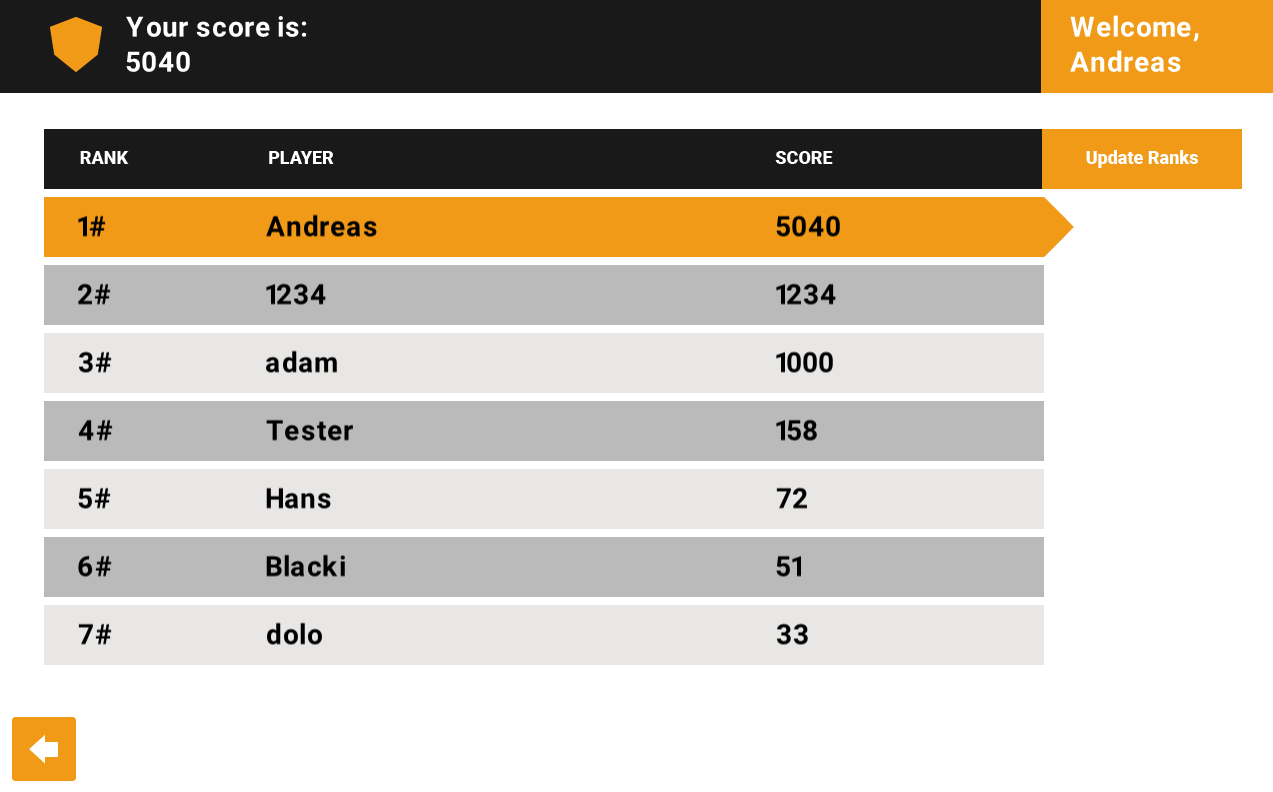 Your score is:
5040
Welcome,
Andreas
RANK PLAYER SCORE Update Ranks
1# Andreas 5040
2# 1234 1234
3# adam 1000
4# Tester 158
5# Hans 72
6# Blacki 51
7# dolo 33